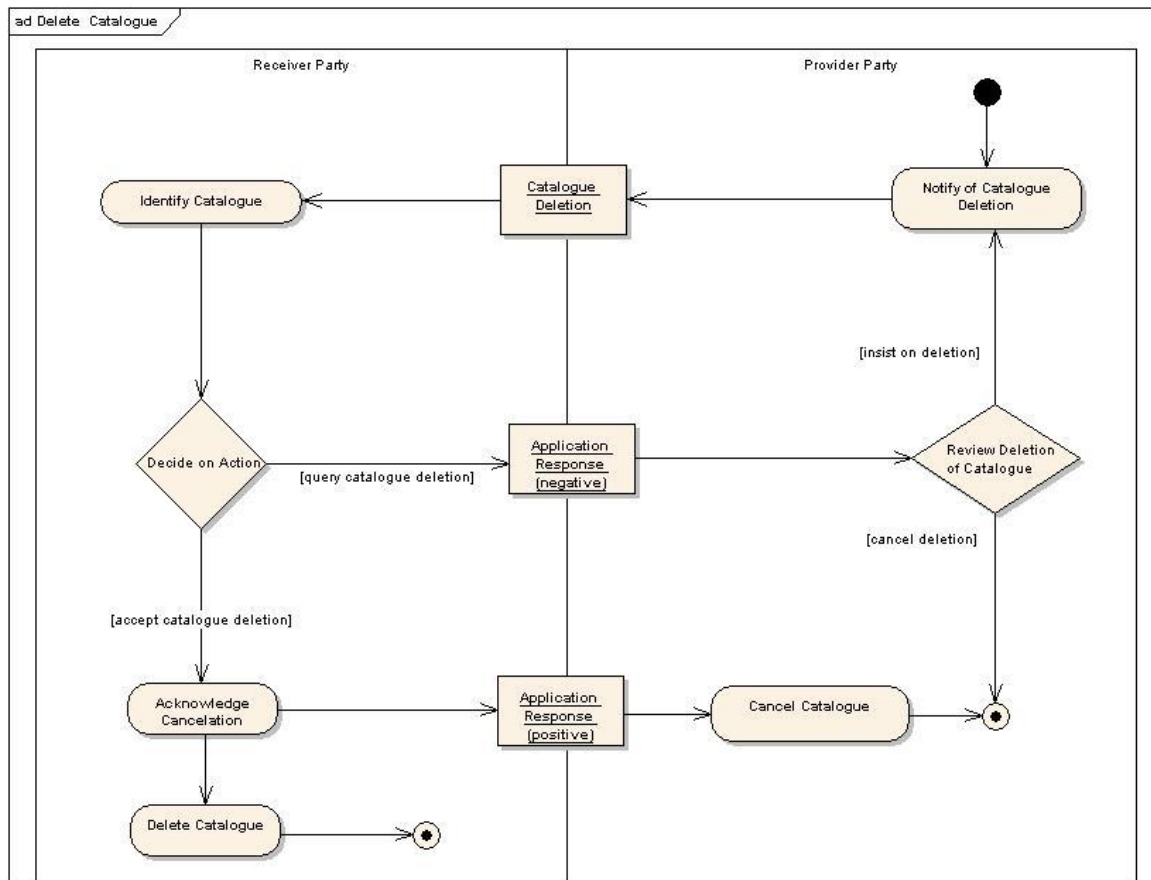 ad Delete Catalogue
Receiver Party
Provider Party
Identify Catalogue
Catalogue
Deletion
Notify of Catalogue
Deletion
[insist on deletion]
Decide on Action
[query catalogue deletion]
Application
Response
(negative)
Review Deletion
of Catalogue
[cancel deletion]
[accept catalogue deletion]
Acknowledge
Cancelation
Application
Response
(positive)
Cancel Catalogue
Delete Catalogue